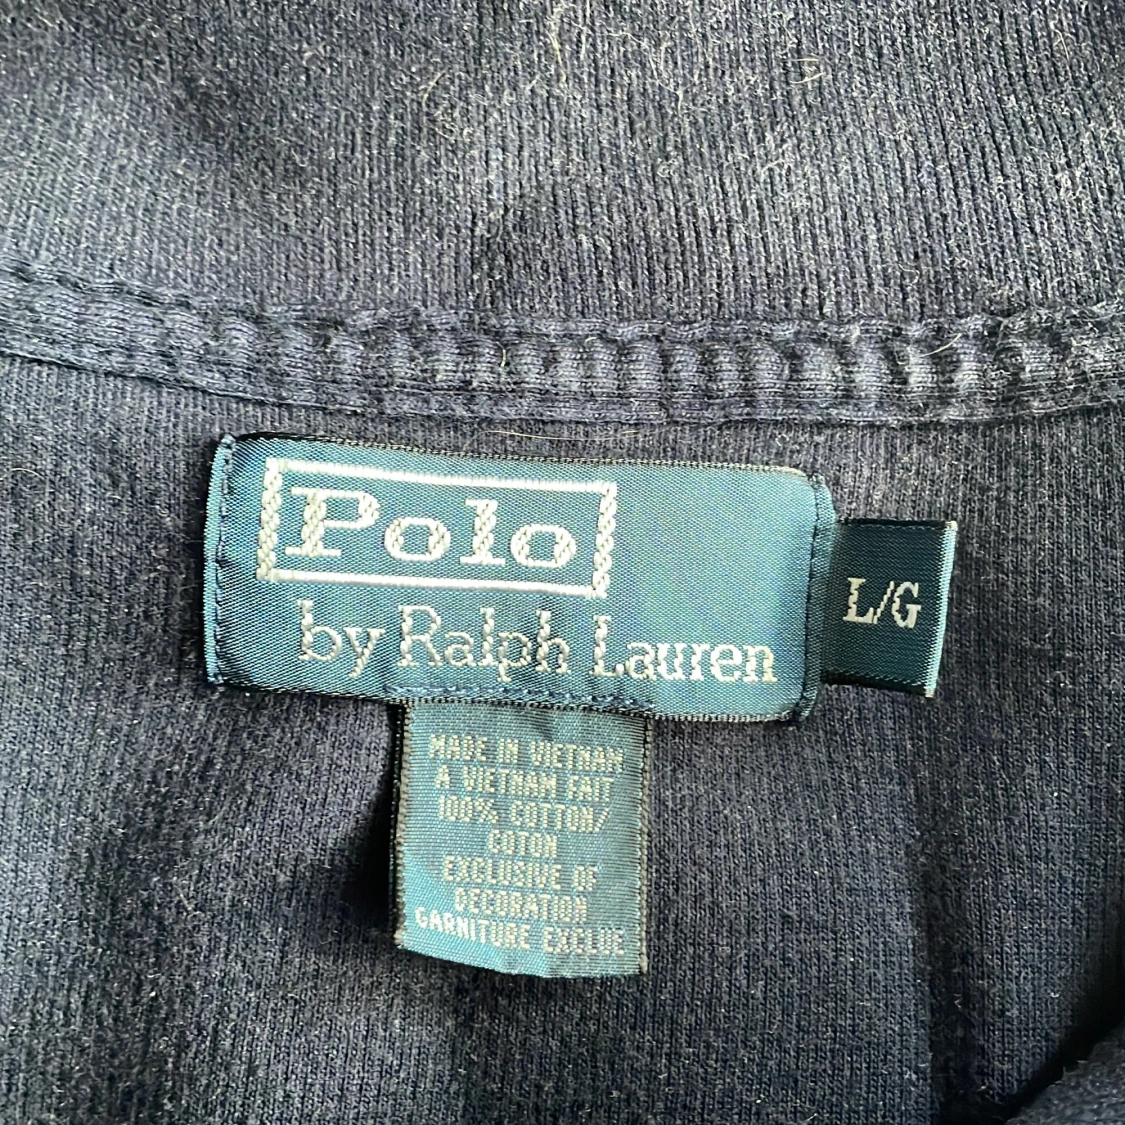 Polo
by Ralph Lauren
L/G
MADE IN VIETNAM
A VIETNAM FAIT
100% COTTON/
COTON
EXCLUSIVE OF
DECORATION
GARNITURE EXCLUE